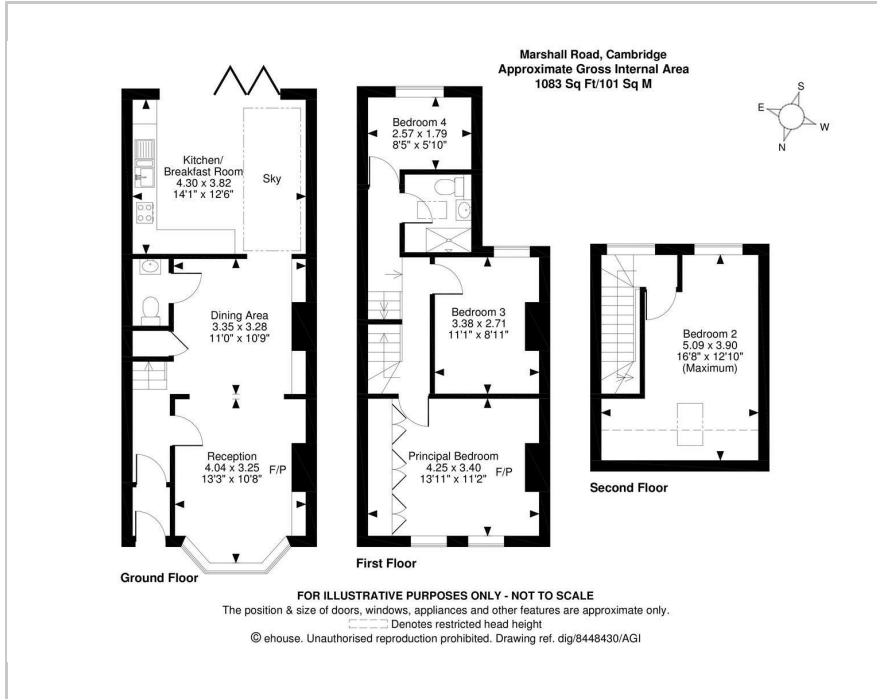 Marshall Road, Cambridge
Approximate Gross Internal Area
1083 Sq Ft/101 Sq M
S
E
W
N
Kitchen/
Breakfast Room
4.30 x 3.82
14'1" x 12'6"
Sky
Dining Area
3.35 x 3.28
11'0" x 10'9"
Reception
4.04 x 3.25
13'3" x 10'8"
F/P
Ground Floor
Bedroom 4
2.57 x 1.79
8'5" x 5'10"
Bedroom 3
3.38 x 2.71
11'1" x 8'11"
Principal Bedroom
4.25 x 3.40
13'11" x 11'2"
F/P
First Floor
Bedroom 2
5.09 x 3.90
16'8" x 12'10"
(Maximum)
Second Floor
FOR ILLUSTRATIVE PURPOSES ONLY - NOT TO SCALE
The position & size of doors, windows, appliances and other features are approximate only.
Denotes restricted head height
© ehouse. Unauthorised reproduction prohibited. Drawing ref. dig/8448430/AGI